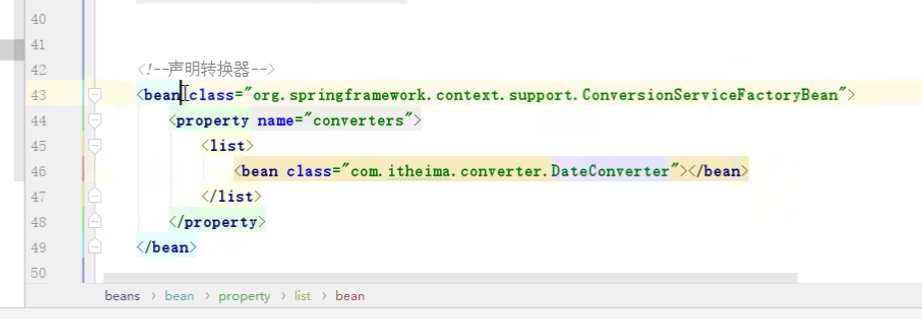 40
41
42 <!--声明转换器-->
43 <bean class="org.springframework.context.support.ConversionServiceFactoryBean">
44 <property name="converters">
45 <list>
46 <bean class="com.itheima.converter.DateConverter"></bean>
47 </list>
48 </property>
49 </bean>
50
beans › bean › property › list › bean